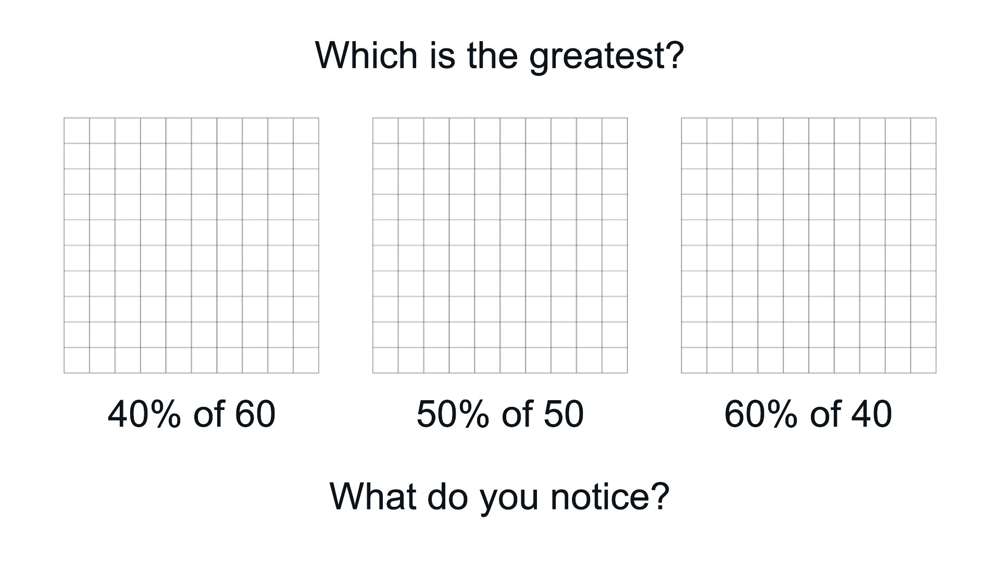 Which is the greatest?
40% of 60
50% of 50
60% of 40
What do you notice?